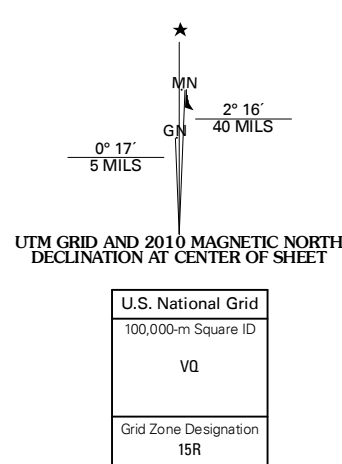 ★
MN
2° 16´
40 MILS
GN
0° 17´
5 MILS
UTM GRID AND 2010 MAGNETIC NORTH
DECLINATION AT CENTER OF SHEET
U.S. National Grid
100,000-m Square ID
VQ
Grid Zone Designation
15R